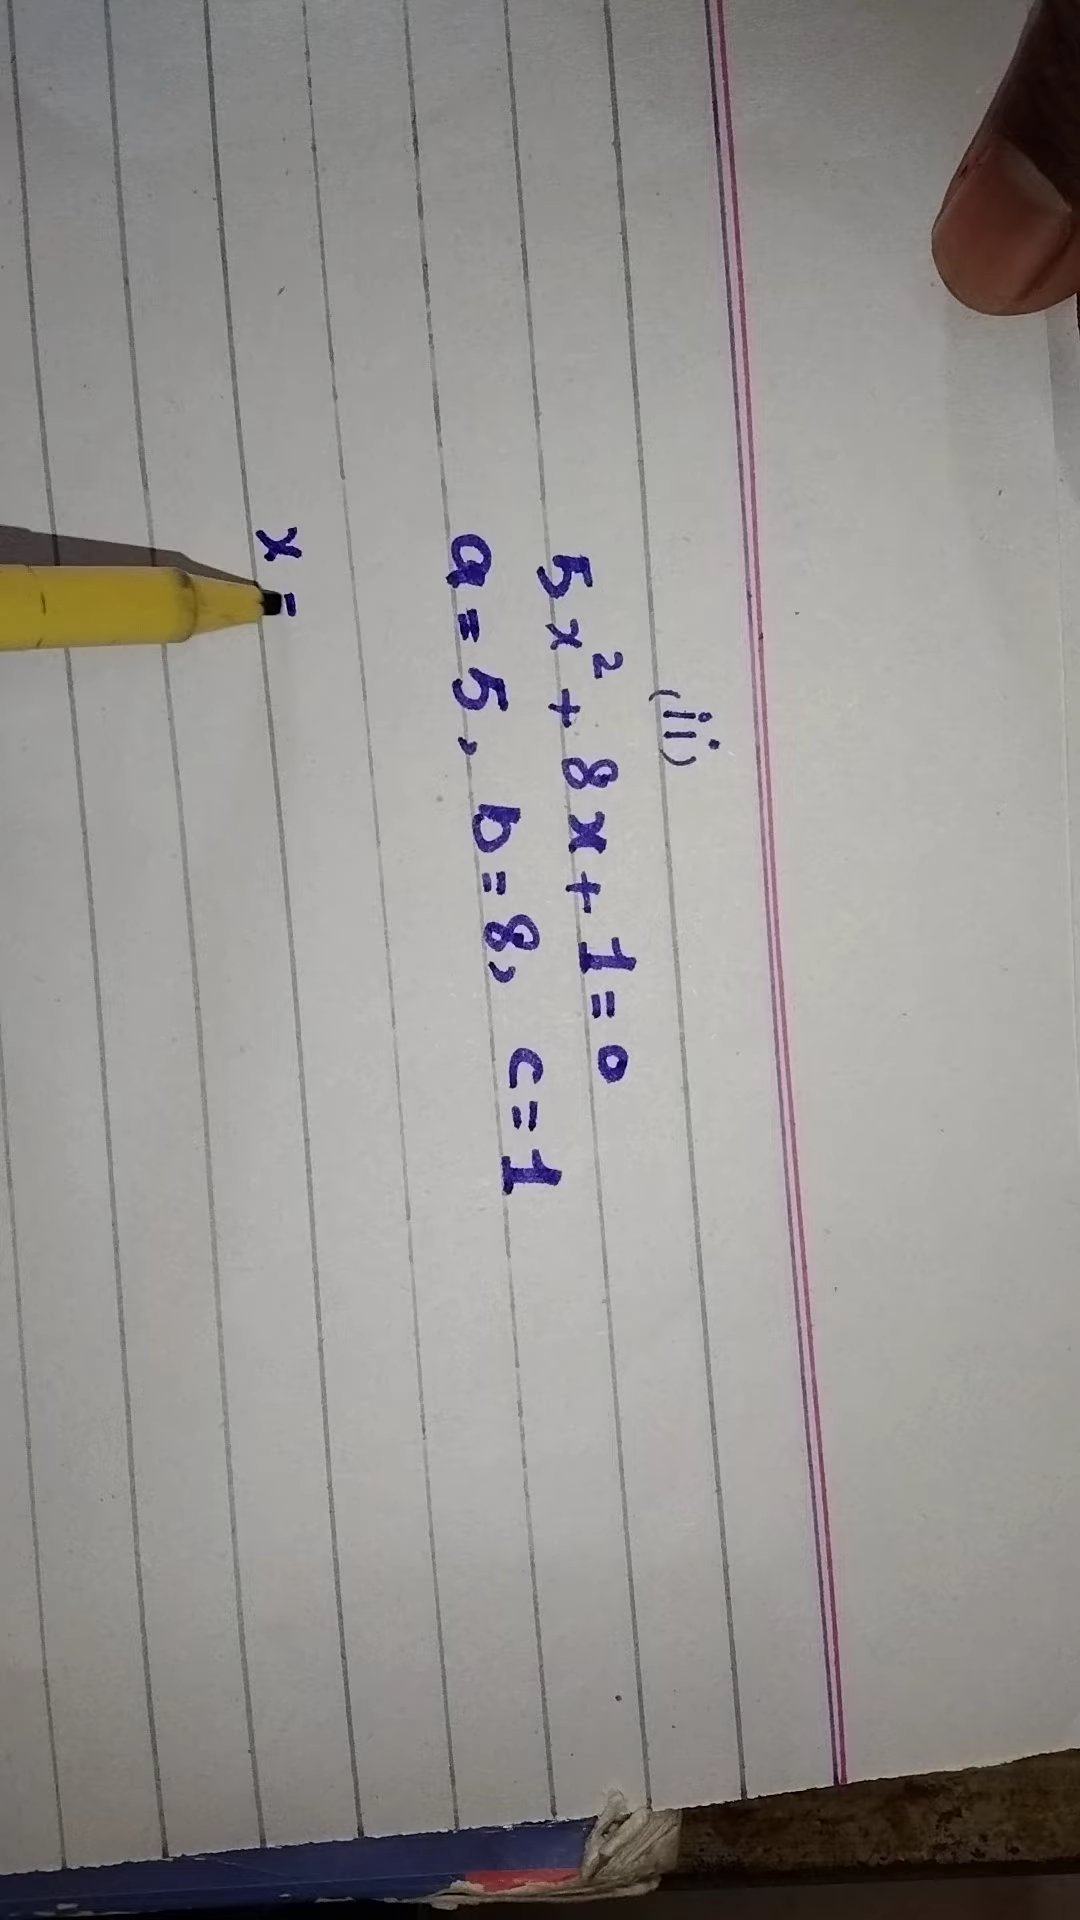 (ii)
5x² + 8x + 1 = 0
a = 5, b = 8, c = 1
x =